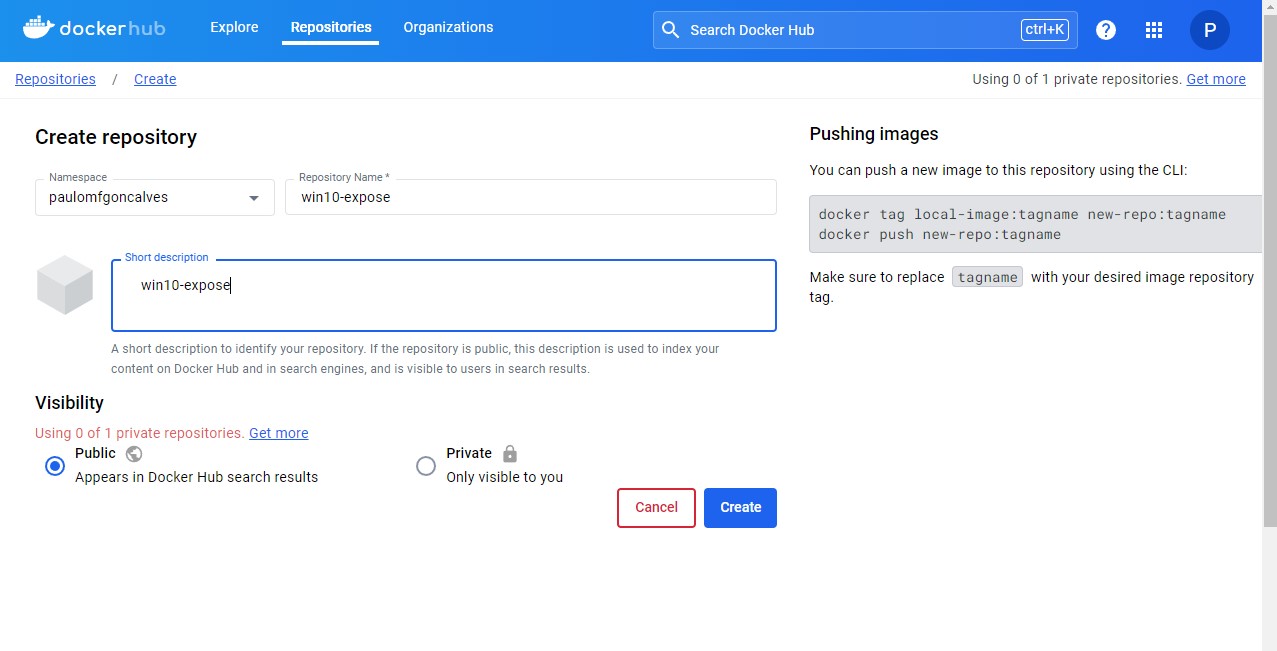 docker hub
Explore
Repositories
Organizations
Search Docker Hub
ctrl+K
?
P
Repositories / Create
Using 0 of 1 private repositories. Get more
Create repository
Namespace
paulomfgoncalves
Repository Name *
win10-expose
Short description
win10-expose
A short description to identify your repository. If the repository is public, this description is used to index your
content on Docker Hub and in search engines, and is visible to users in search results.
Visibility
Using 0 of 1 private repositories. Get more
Public
Appears in Docker Hub search results
Private
Only visible to you
Cancel
Create
Pushing images
You can push a new image to this repository using the CLI:
docker tag local-image:tagname new-repo:tagname
docker push new-repo:tagname
Make sure to replace tagname with your desired image repository
tag.